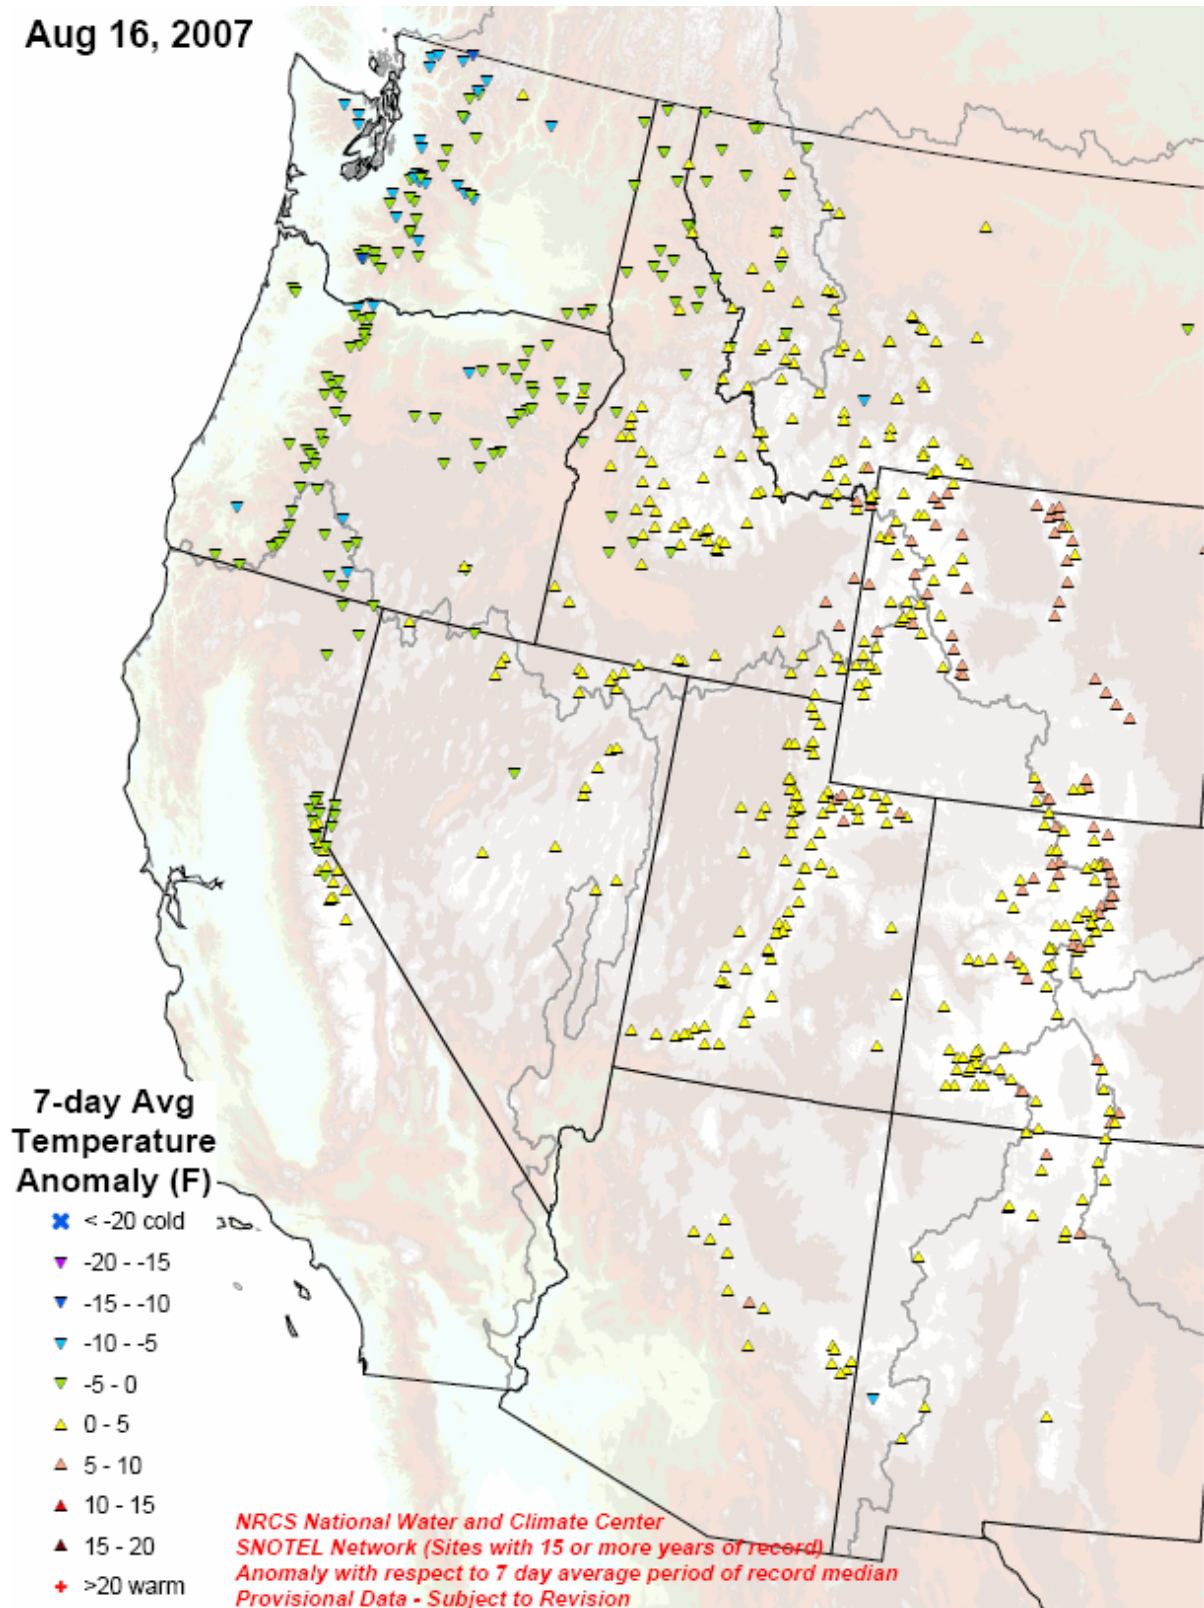 Aug 16, 2007
7-day Avg
Temperature
Anomaly (F)
< -20 cold
-20 - -15
-15 - -10
-10 - -5
-5 - 0
0 - 5
5 - 10
10 - 15
15 - 20
>20 warm
NRCS National Water and Climate Center
SNOTEL Network (Sites with 15 or more years of record)
Anomaly with respect to 7 day average period of record median
Provisional Data - Subject to Revision